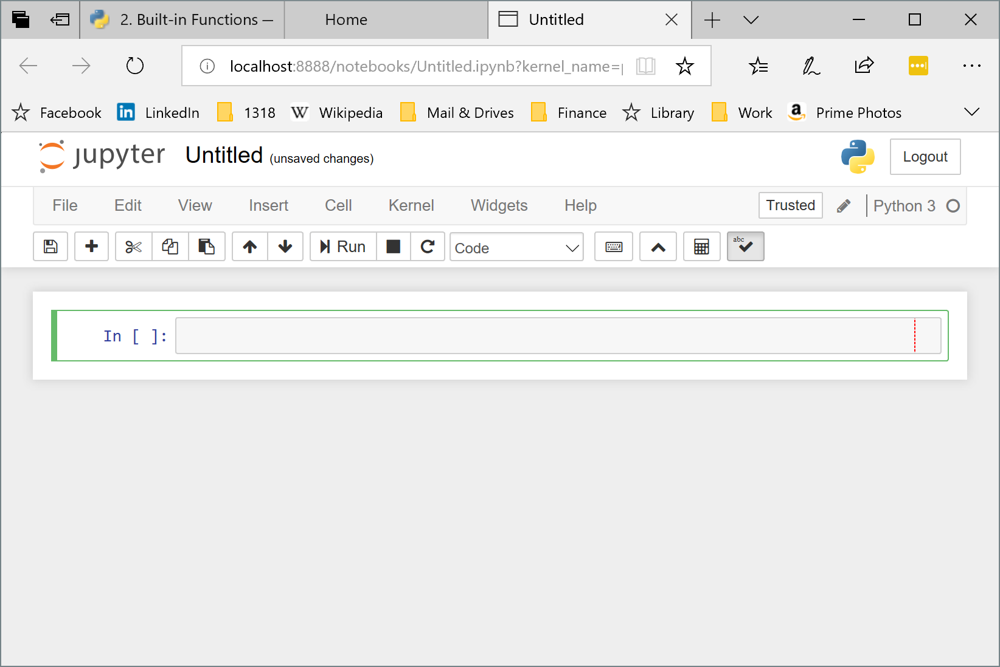 2. Built-in Functions — Home Untitled
localhost:8888/notebooks/Untitled.ipynb?kernel_name=
Facebook LinkedIn 1318 Wikipedia Mail & Drives Finance Library Work Prime Photos
jupyter Untitled (unsaved changes) Logout
File Edit View Insert Cell Kernel Widgets Help Trusted Python 3
Run Code abc
In [ ]: